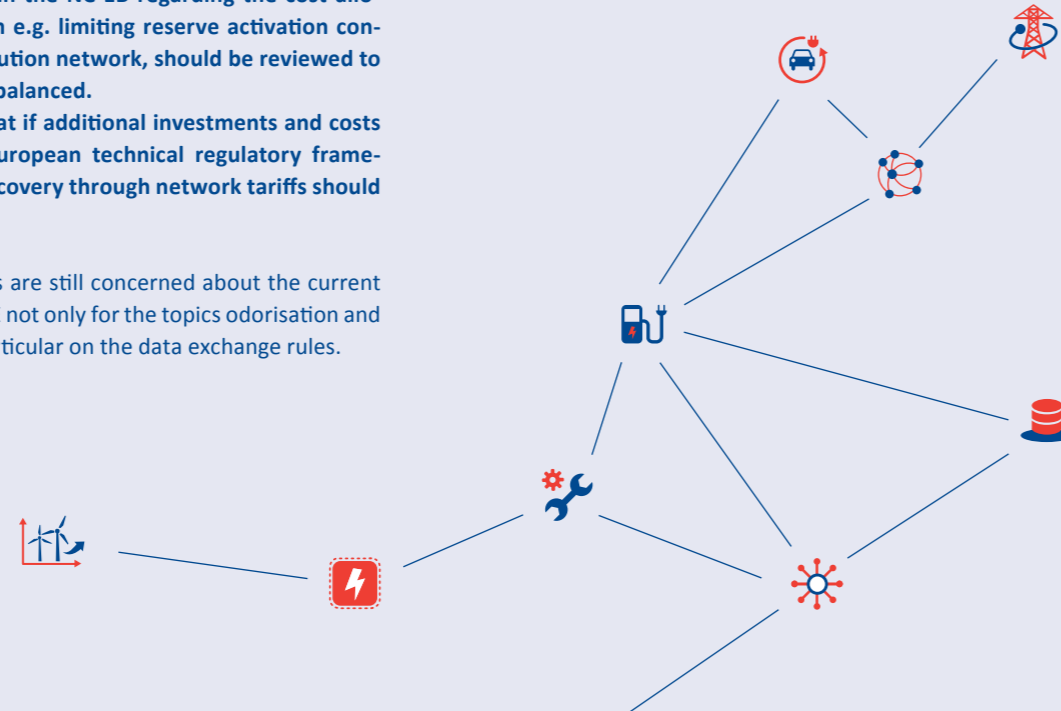 e.g. limiting reserve activation con-
ution network, should be reviewed to
balanced.
at if additional investments and costs
uropean technical regulatory frame-
covery through network tariffs should
s are still concerned about the current
not only for the topics odorisation and
ticular on the data exchange rules.